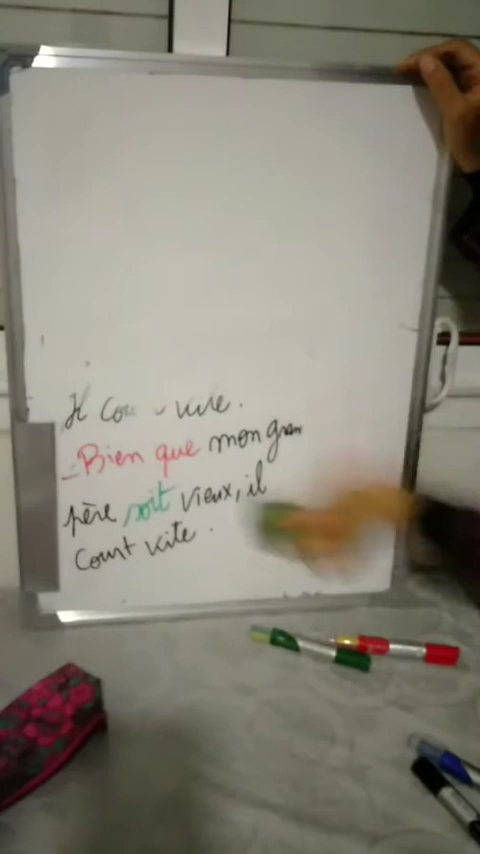 Il vite.
- Bien que mon
père soit vieux, il
Court vite.